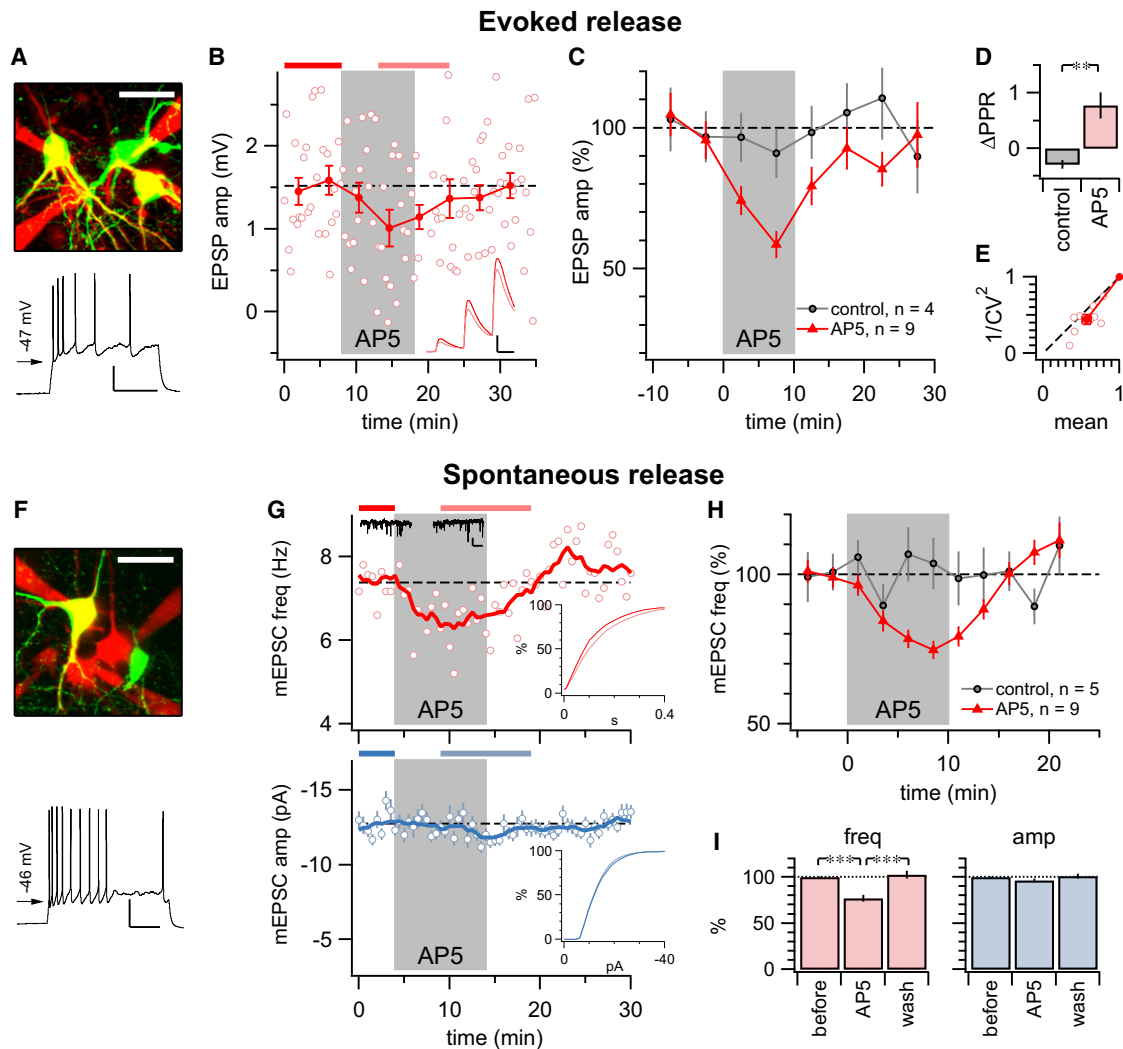 Evoked release
A
-47 mV
B
EPSP amp (mV)
2
1
0
AP5
0 10 20 30
time (min)
C
EPSP amp (%)
100
50
AP5
control, n = 4
AP5, n = 9
-10 0 10 20 30
time (min)
D
**
ΔPPR
1
0
control
AP5
E
1/CV²
1
0
0 1
mean
Spontaneous release
F
-46 mV
G
mEPSC freq (Hz)
8
6
4
AP5
%
100
50
0
0 0.4
s
mEPSC amp (pA)
-15
-10
-5
AP5
%
100
50
0
0 -40
pA
0 10 20 30
time (min)
H
mEPSC freq (%)
100
50
AP5
control, n = 5
AP5, n = 9
0 10 20
time (min)
I
freq
*** ***
%
100
50
0
before
AP5
wash
amp
before
AP5
wash